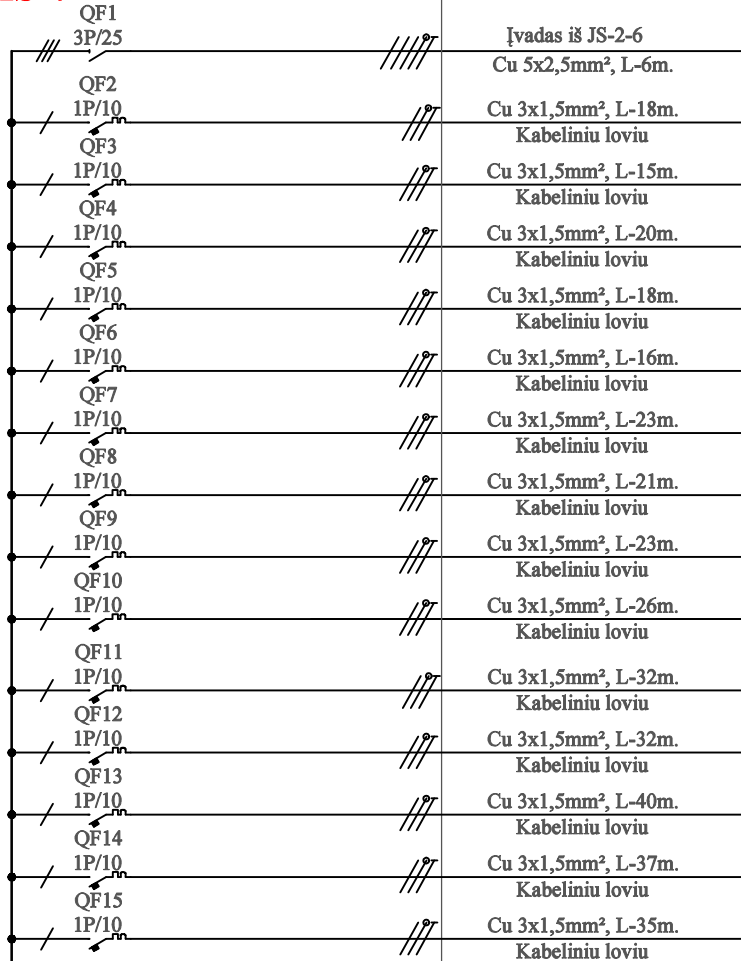 QF1
3P/25
Įvadas iš JS-2-6
Cu 5x2,5mm², L-6m.
QF2
1P/10
Cu 3x1,5mm², L-18m.
Kabeliniu loviu
QF3
1P/10
Cu 3x1,5mm², L-15m.
Kabeliniu loviu
QF4
1P/10
Cu 3x1,5mm², L-20m.
Kabeliniu loviu
QF5
1P/10
Cu 3x1,5mm², L-18m.
Kabeliniu loviu
QF6
1P/10
Cu 3x1,5mm², L-16m.
Kabeliniu loviu
QF7
1P/10
Cu 3x1,5mm², L-23m.
Kabeliniu loviu
QF8
1P/10
Cu 3x1,5mm², L-21m.
Kabeliniu loviu
QF9
1P/10
Cu 3x1,5mm², L-23m.
Kabeliniu loviu
QF10
1P/10
Cu 3x1,5mm², L-26m.
Kabeliniu loviu
QF11
1P/10
Cu 3x1,5mm², L-32m.
Kabeliniu loviu
QF12
1P/10
Cu 3x1,5mm², L-32m.
Kabeliniu loviu
QF13
1P/10
Cu 3x1,5mm², L-40m.
Kabeliniu loviu
QF14
1P/10
Cu 3x1,5mm², L-37m.
Kabeliniu loviu
QF15
1P/10
Cu 3x1,5mm², L-35m.
Kabeliniu loviu